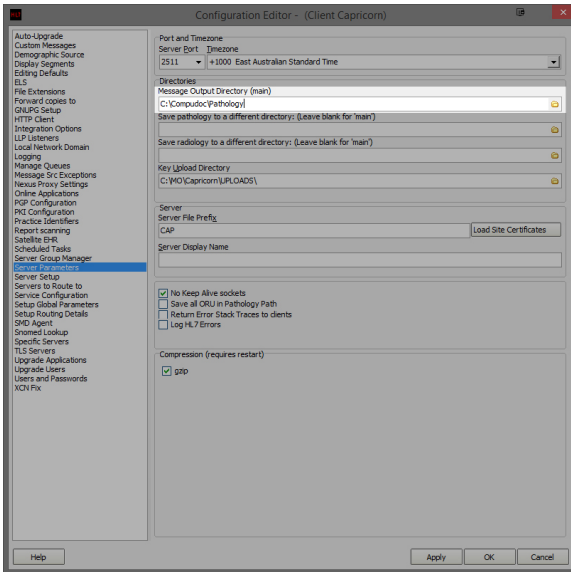 Configuration Editor - (Client Capricorn)
Auto-Upgrade
Custom Messages
Demographic Source
Display Segments
Editing Defaults
ELS
File Extensions
Forward copies to
GNUPG Setup
HTTP Client
Integration Options
LLP Listeners
Local Network Domain
Logging
Manage Queues
Message Src Exceptions
Nexus Proxy Settings
Online Applications
PGP Configuration
PKI Configuration
Practice Identifiers
Report scanning
Satellite EHR
Scheduled Tasks
Server Group Manager
Server Parameters
Server Setup
Servers to Route to
Service Configuration
Setup Global Parameters
Setup Routing Details
SMD Agent
Snomed Lookup
Specific Servers
TLS Servers
Upgrade Applications
Upgrade Users
Users and Passwords
XCN Fix
Port and Timezone
Server Port Timezone
2511 +1000 East Australian Standard Time
Directories
Message Output Directory (main)
C:\Compudoc\Pathology
Save pathology to a different directory: (Leave blank for 'main')
Save radiology to a different directory: (Leave blank for 'main')
Key Upload Directory
C:\MO\Capricorn\UPLOADS\
Server
Server File Prefix
CAP Load Site Certificates
Server Display Name
No Keep Alive sockets
Save all ORU in Pathology Path
Return Error Stack Traces to clients
Log HL7 Errors
Compression (requires restart)
gzip
Help Apply OK Cancel